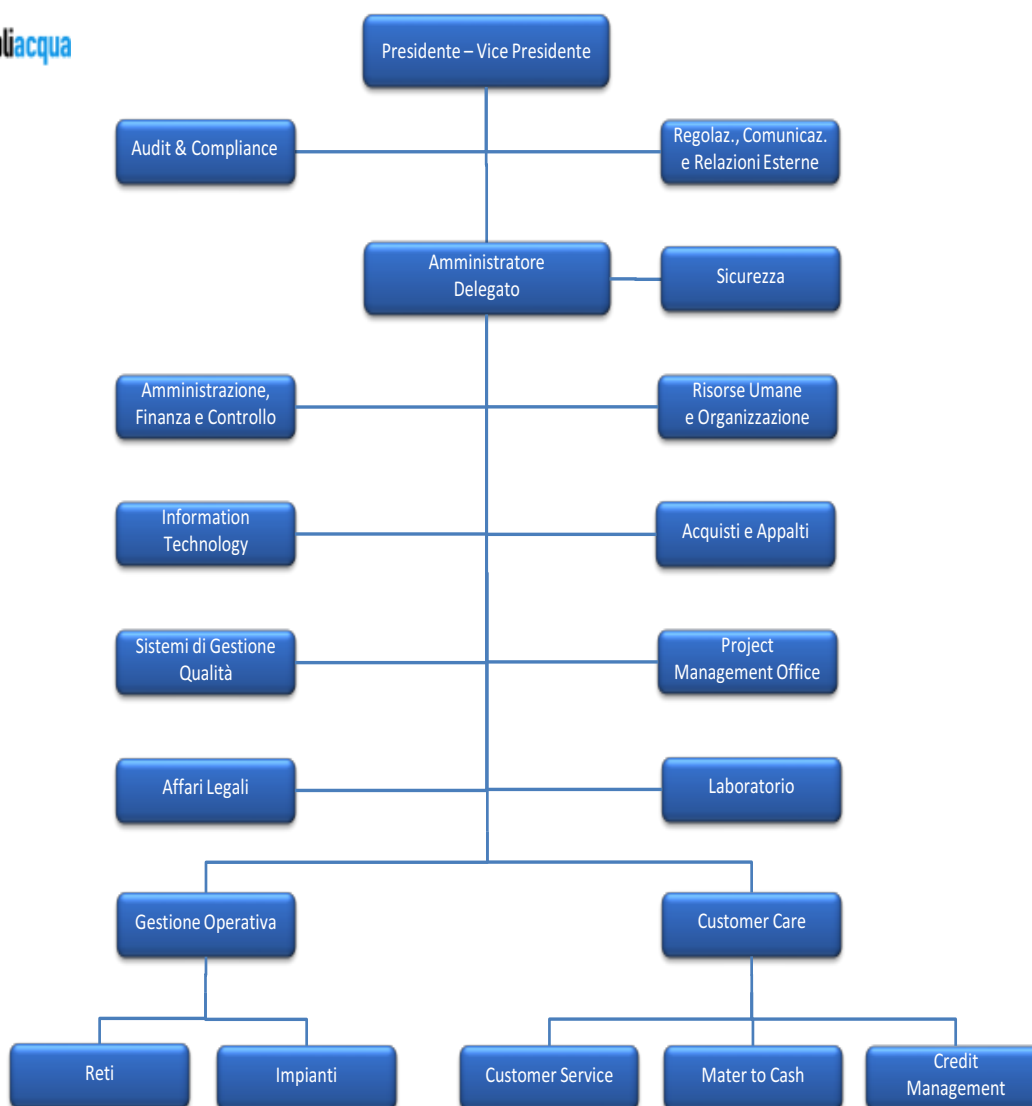 Presidente – Vice Presidente
Audit & Compliance
Regolaz., Comunicaz.
e Relazioni Esterne
Amministratore
Delegato
Sicurezza
Amministrazione,
Finanza e Controllo
Risorse Umane
e Organizzazione
Information
Technology
Acquisti e Appalti
Sistemi di Gestione
Qualità
Project
Management Office
Affari Legali
Laboratorio
Gestione Operativa
Customer Care
Reti
Impianti
Customer Service
Mater to Cash
Credit
Management